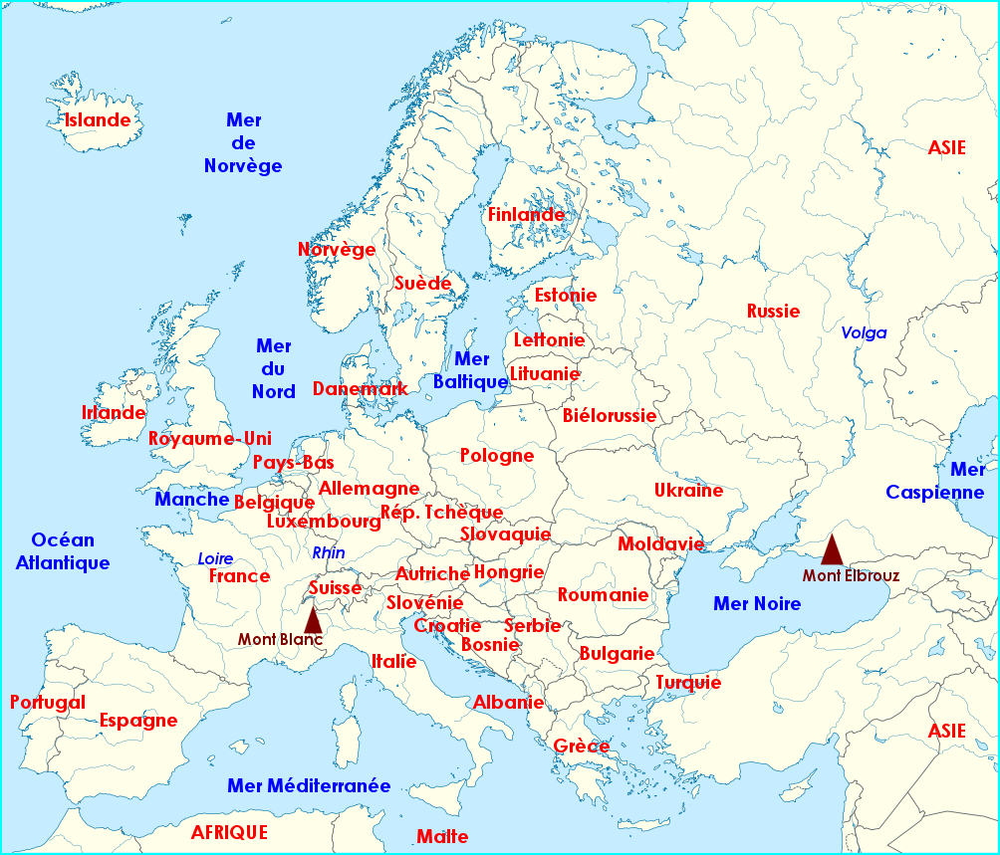 Islande
Mer
de
Norvège
ASIE
Finlande
Norvège
Suède
Estonie
Russie
Volga
Lettonie
Mer
du
Nord
Mer
Baltique
Lituanie
Danemark
Irlande
Biélorussie
Royaume-Uni
Pays-Bas
Pologne
Mer
Caspienne
Allemagne
Ukraine
Manche
Belgique
Luxembourg
Rép. Tchèque
Slovaquie
Océan
Atlantique
Loire
Rhin
Moldavie
France
Autriche
Hongrie
Mont Elbrouz
Suisse
Roumanie
Slovénie
Mer Noire
Croatie
Serbie
Mont Blanc
Bosnie
Italie
Bulgarie
Turquie
Portugal
Albanie
Espagne
ASIE
Grèce
Mer Méditerranée
AFRIQUE
Malte